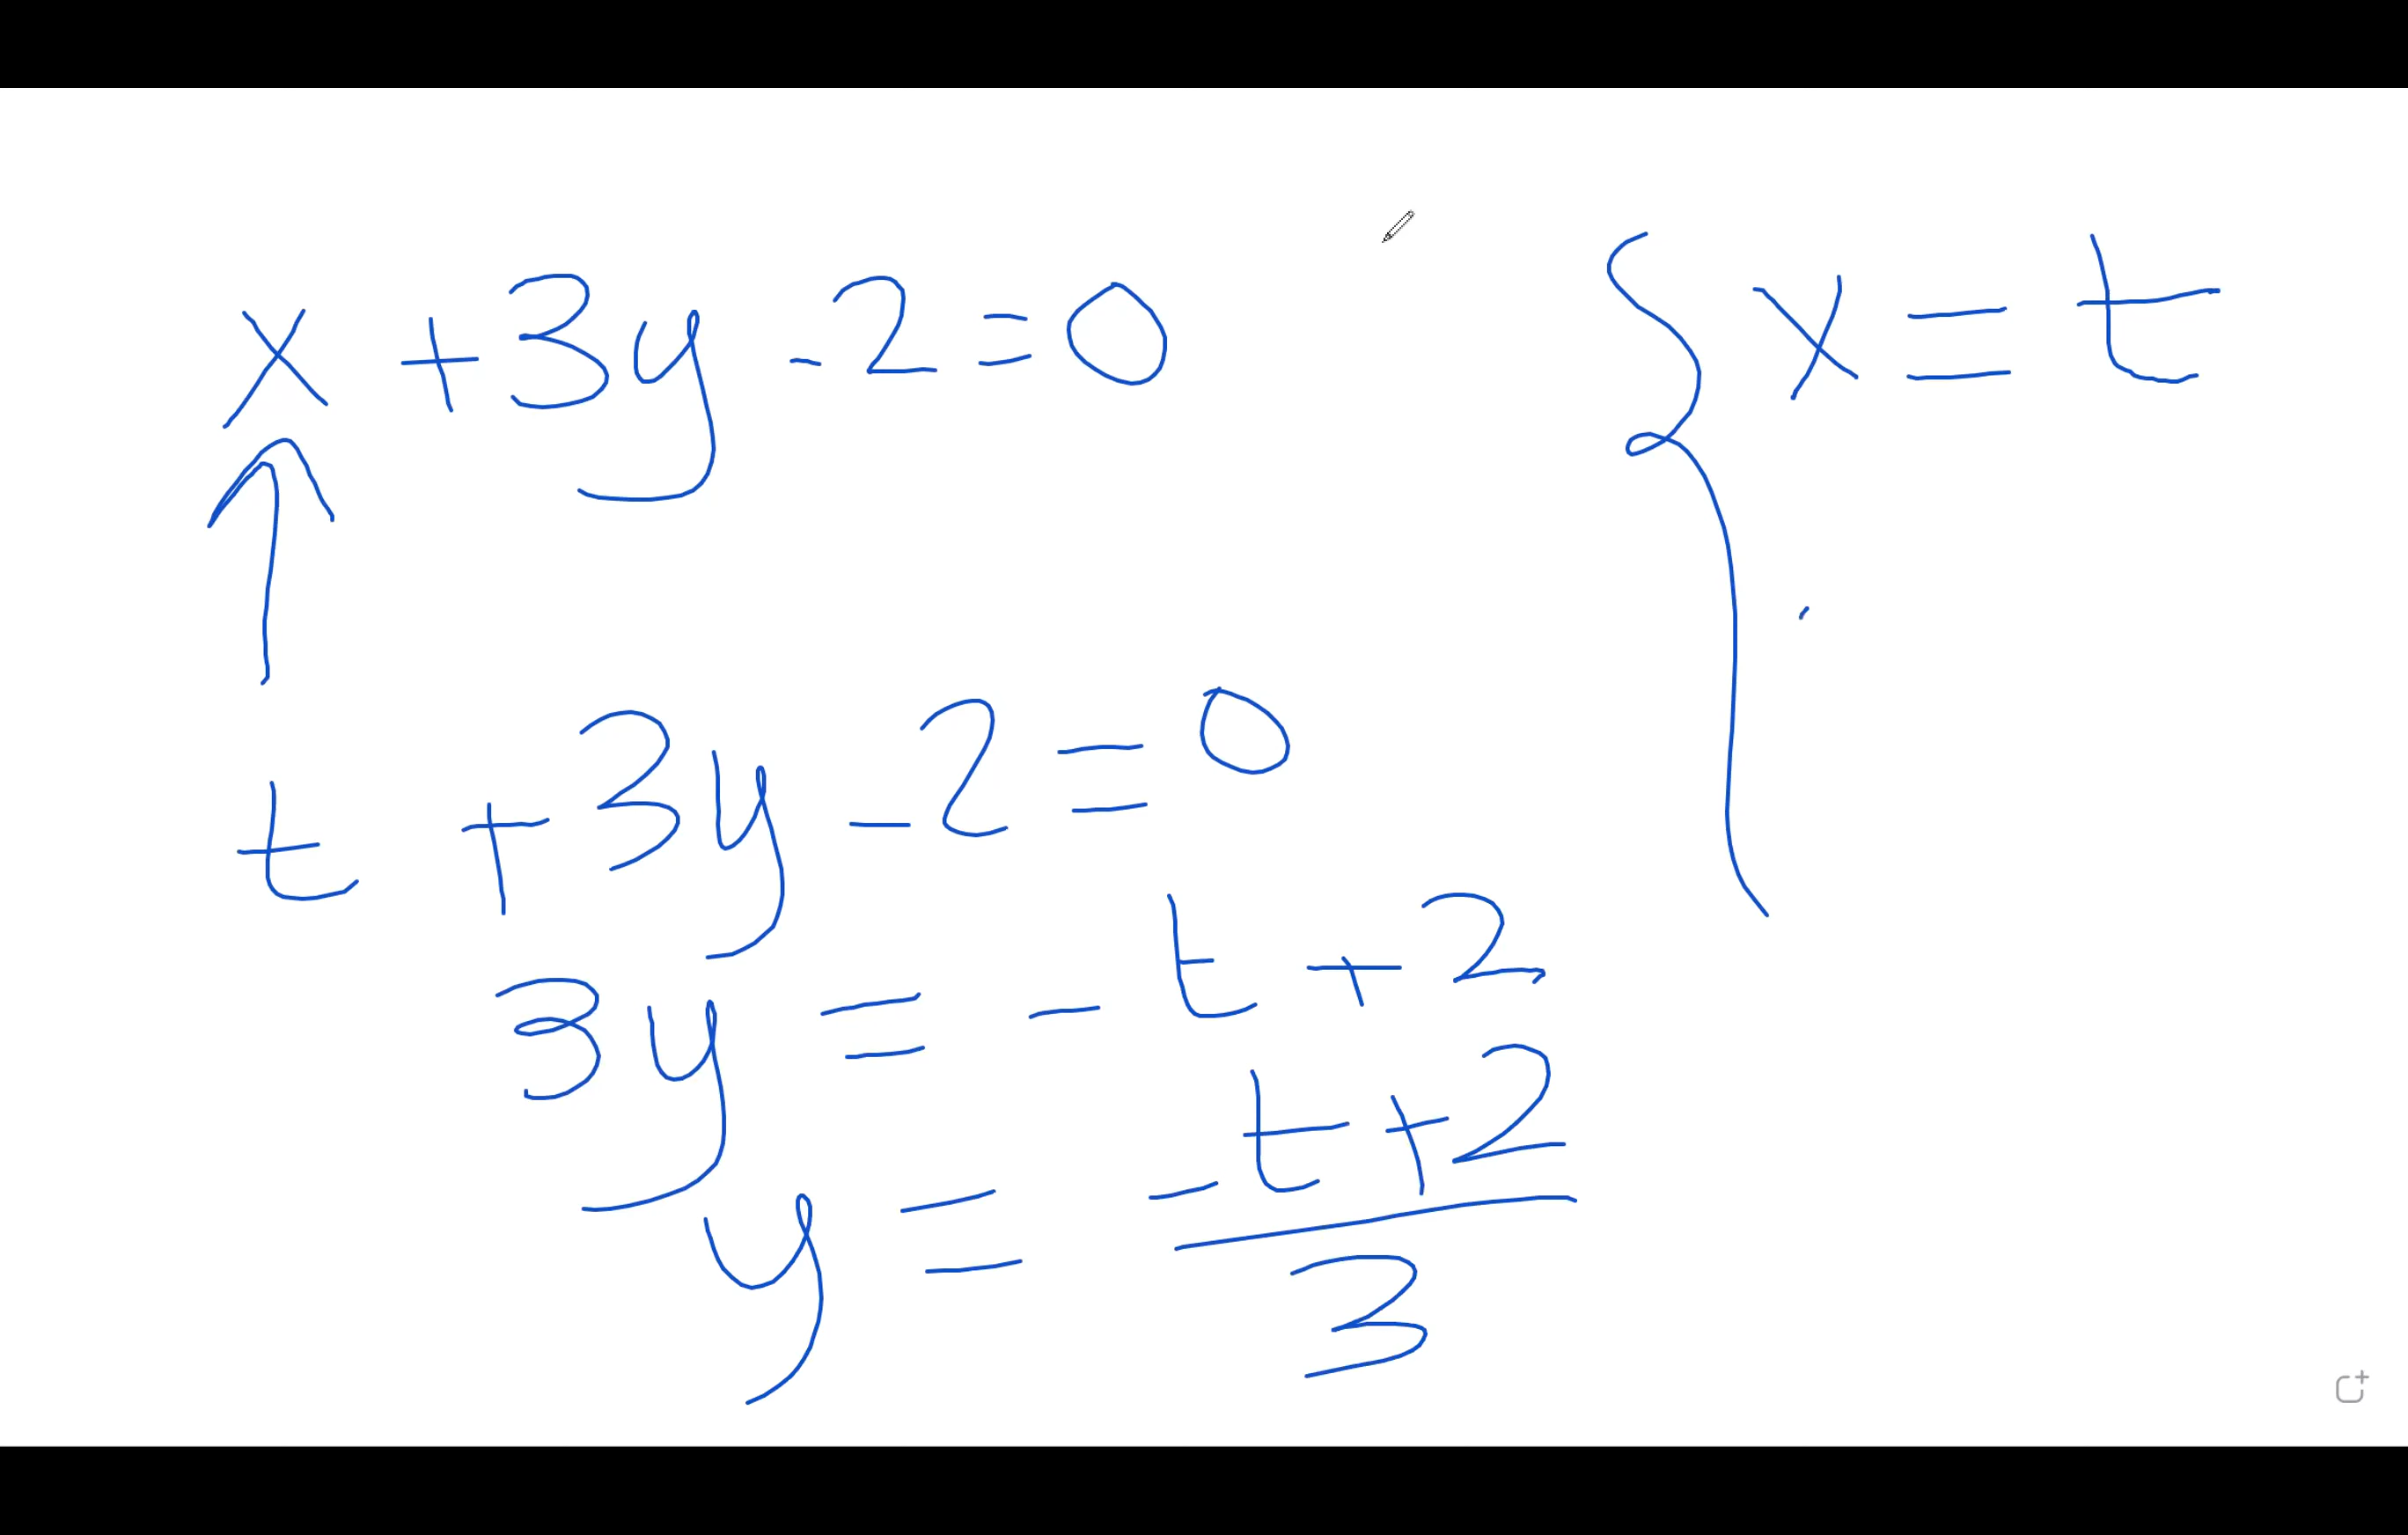 x + 3y - 2 = 0
{ x = t
t + 3y - 2 = 0
3y = - t + 2
y = (- t + 2) / 3